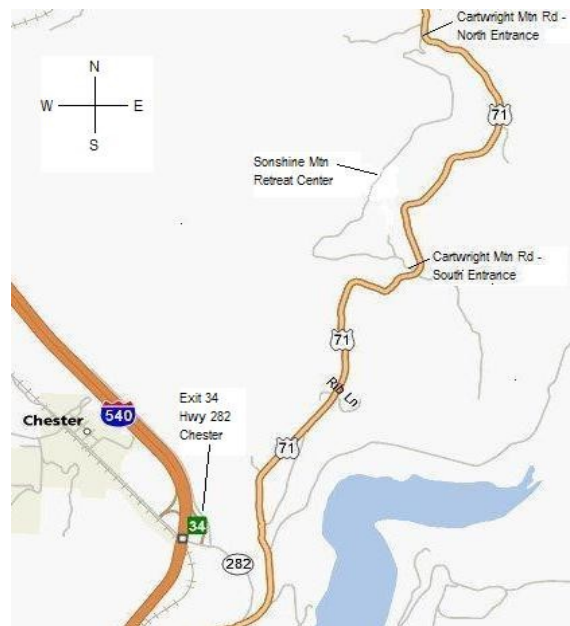 Cartwright Mtn Rd -
North Entrance
N
W
E
S
71
Sonshine Mtn
Retreat Center
Cartwright Mtn Rd -
South Entrance
71
Rib Ln
Exit 34
Hwy 282
Chester
540
Chester
71
34
282